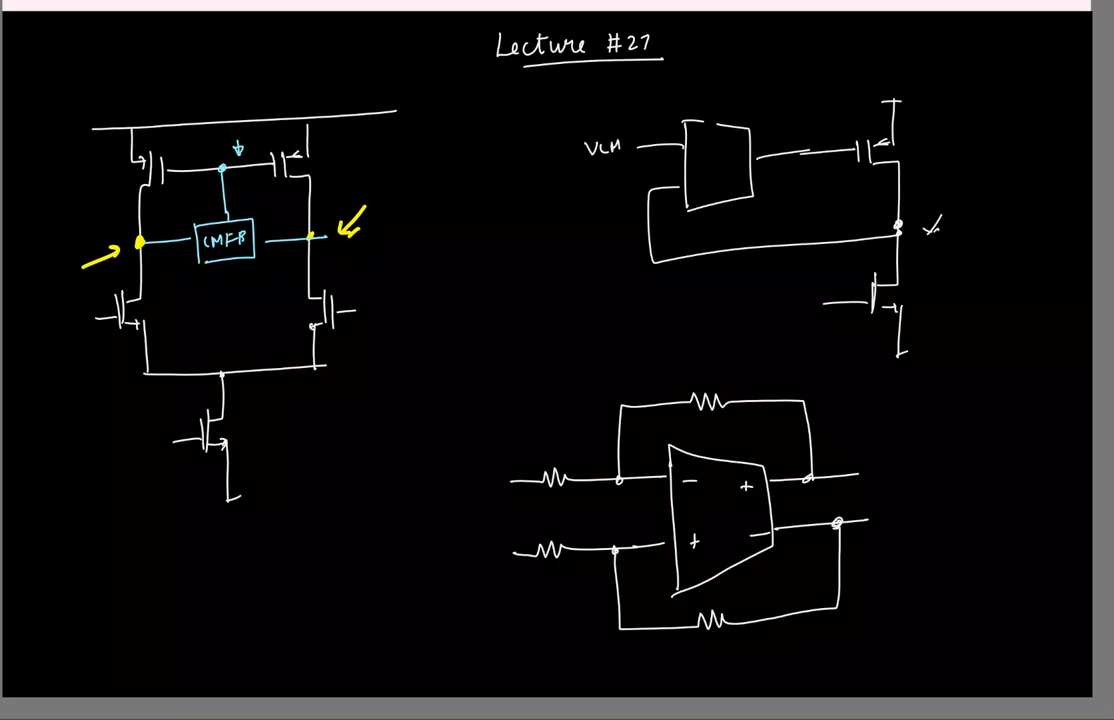 Lecture #27
VCM
CMFB
- +
+ -